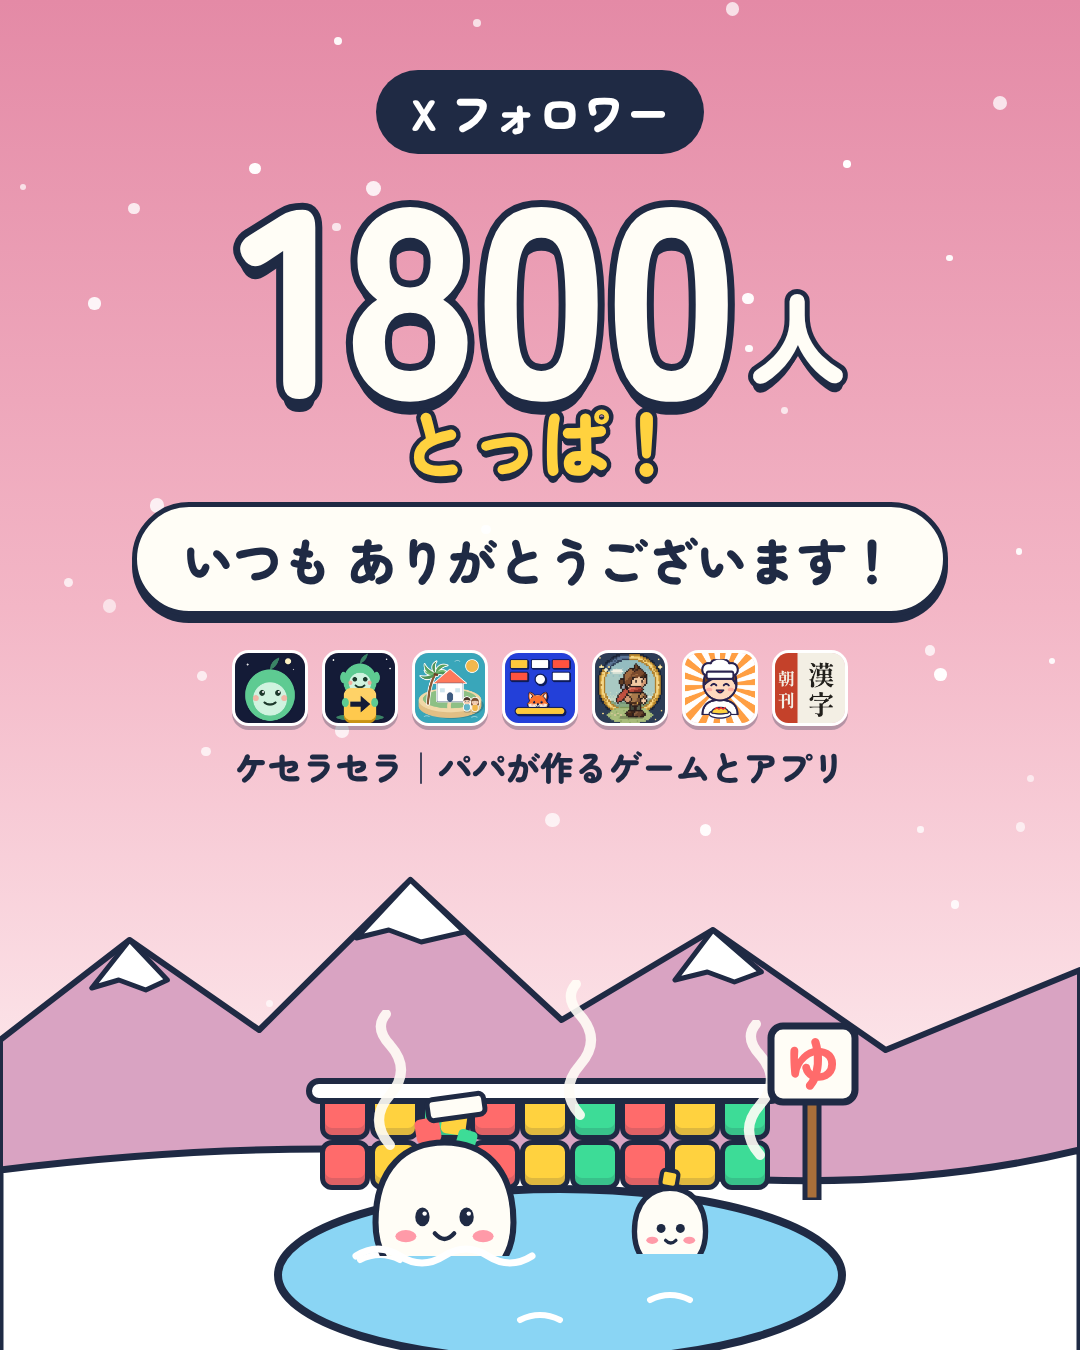 X フォロワー
1800人
とっぱ！
いつも ありがとうございます！
朝刊 漢字
ケセラセラ｜パパが作るゲームとアプリ
ゆ